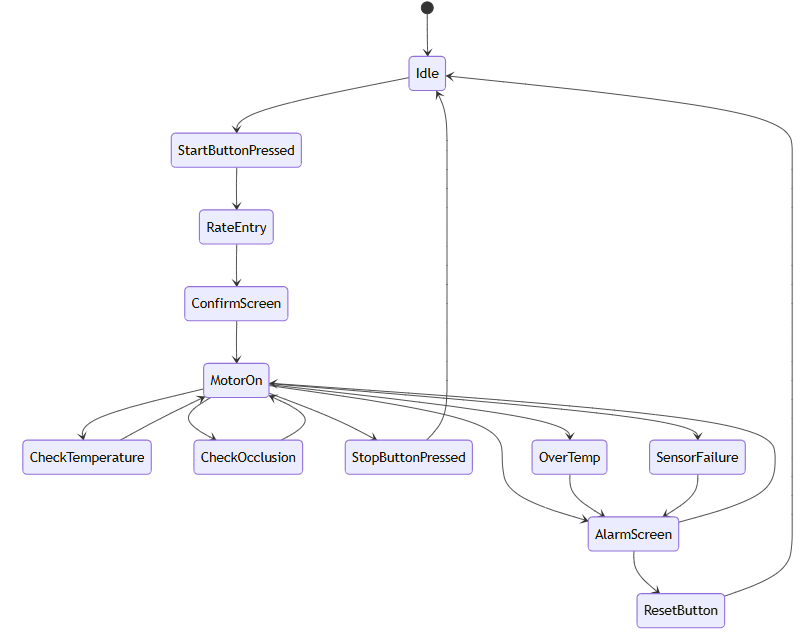 Idle
StartButtonPressed
RateEntry
ConfirmScreen
MotorOn
CheckTemperature
CheckOcclusion
StopButtonPressed
OverTemp
SensorFailure
AlarmScreen
ResetButton